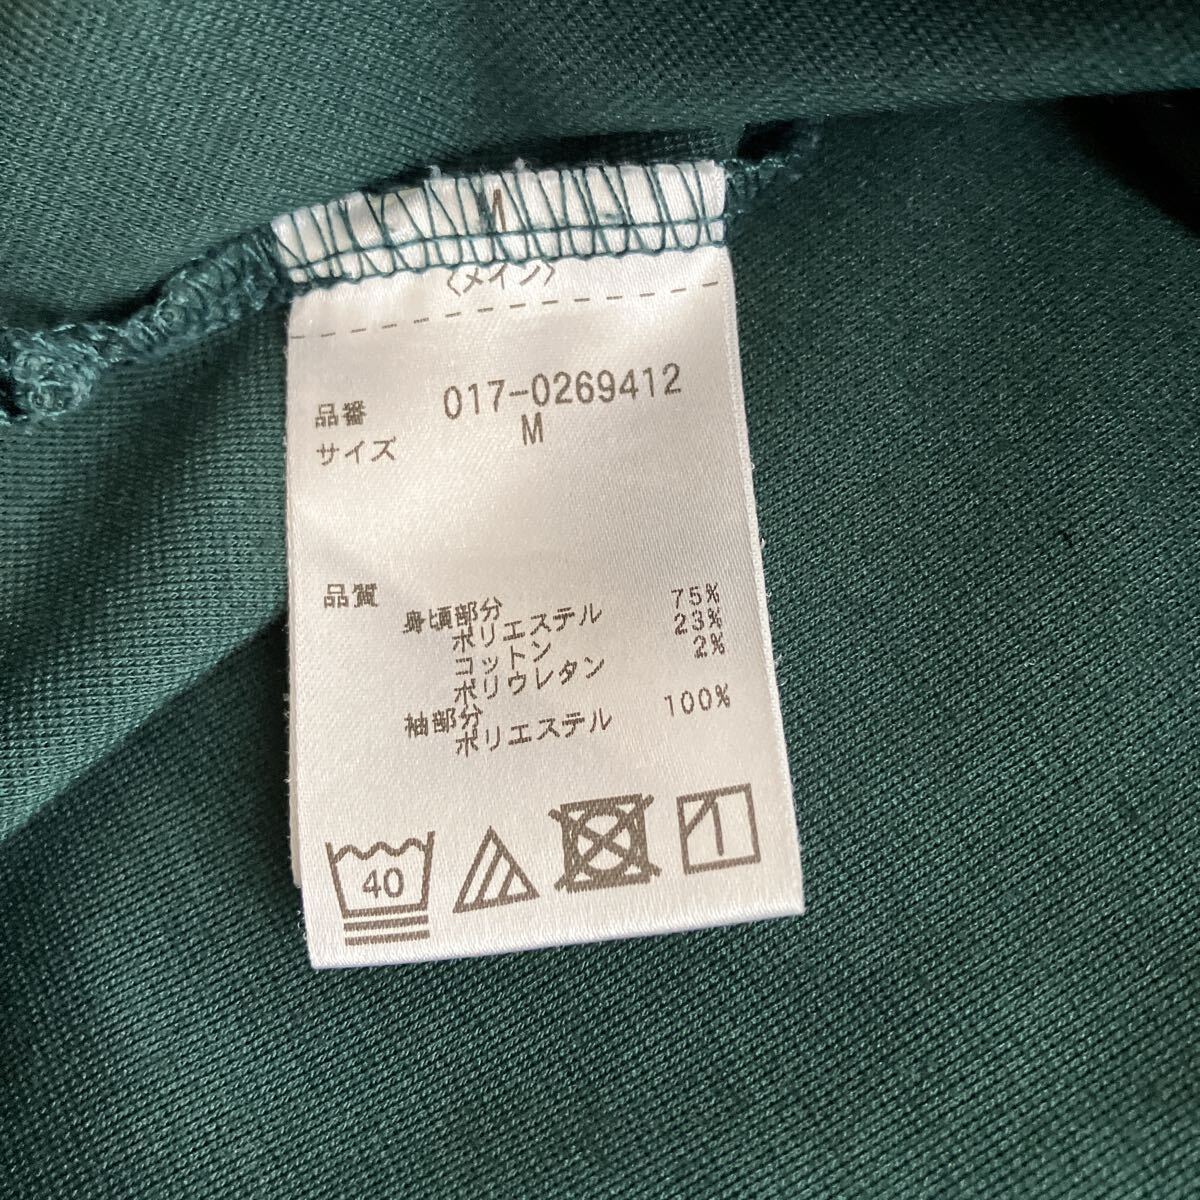 M
〈メイン〉
品番 017-0269412
サイズ M
品質
身頃部分
ポリエステル 75%
コットン 23%
ポリウレタン 2%
袖部分
ポリエステル 100%
40